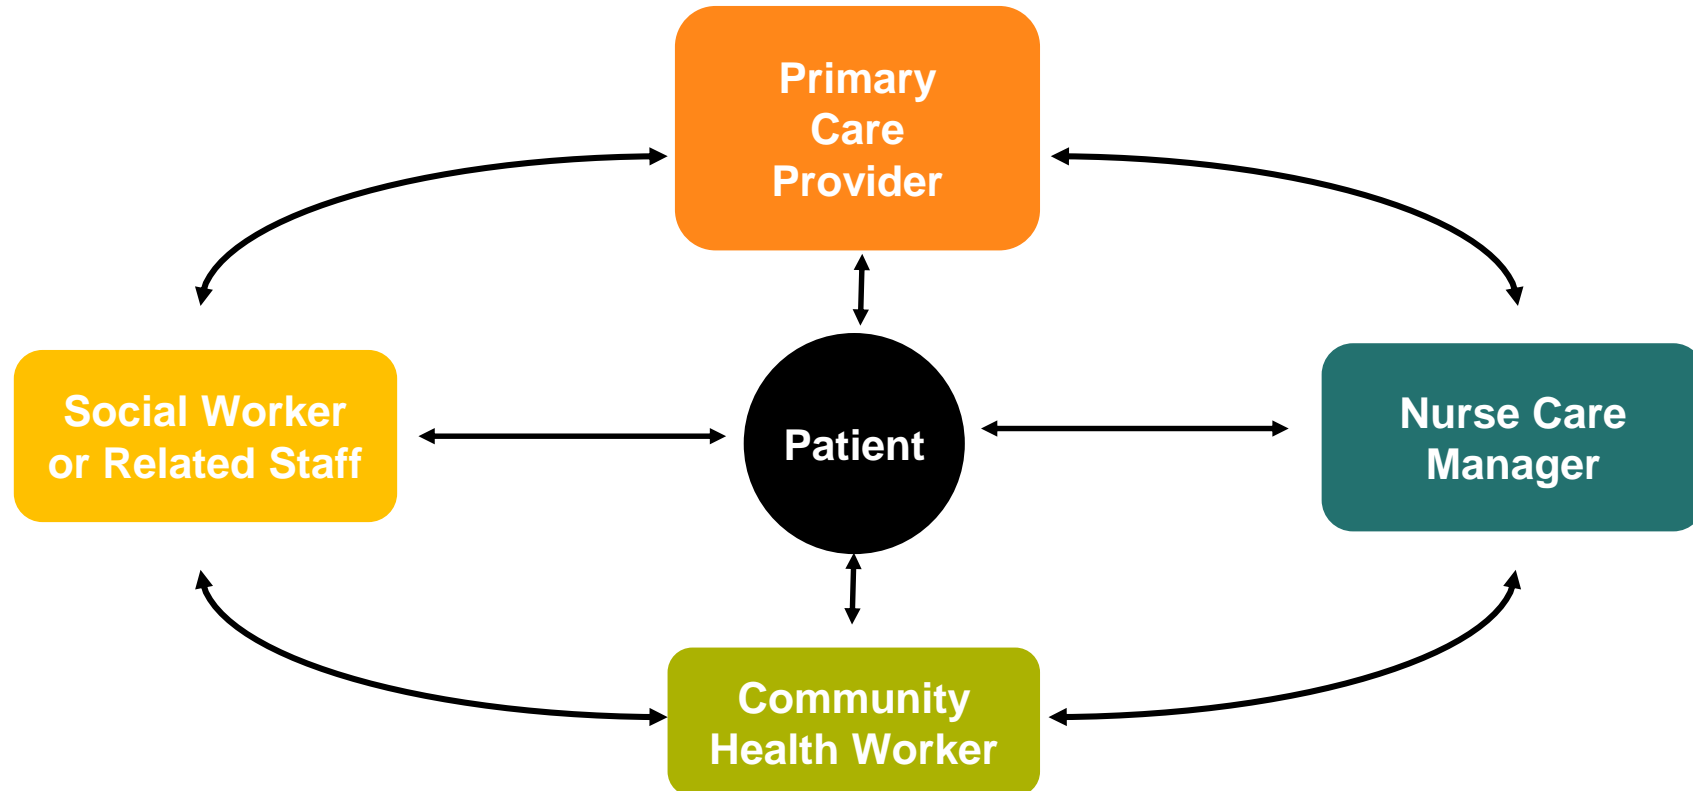 Primary
Care
Provider
Social Worker
or Related Staff
Patient
Nurse Care
Manager
Community
Health Worker